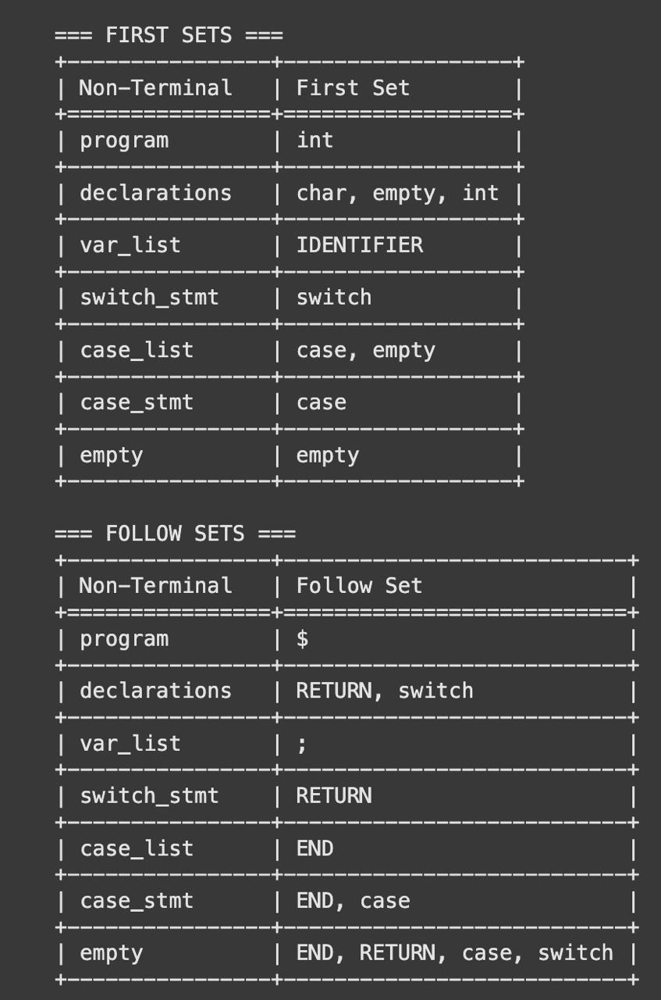 === FIRST SETS ===
+----------------+------------------+
| Non-Terminal   | First Set        |
+================+==================+
| program        | int              |
+----------------+------------------+
| declarations   | char, empty, int |
+----------------+------------------+
| var_list       | IDENTIFIER       |
+----------------+------------------+
| switch_stmt    | switch           |
+----------------+------------------+
| case_list      | case, empty      |
+----------------+------------------+
| case_stmt      | case             |
+----------------+------------------+
| empty          | empty            |
+----------------+------------------+

=== FOLLOW SETS ===
+----------------+---------------------------+
| Non-Terminal   | Follow Set                |
+================+===========================+
| program        | $                         |
+----------------+---------------------------+
| declarations   | RETURN, switch            |
+----------------+---------------------------+
| var_list       | ;                         |
+----------------+---------------------------+
| switch_stmt    | RETURN                    |
+----------------+---------------------------+
| case_list      | END                       |
+----------------+---------------------------+
| case_stmt      | END, case                 |
+----------------+---------------------------+
| empty          | END, RETURN, case, switch |
+----------------+---------------------------+